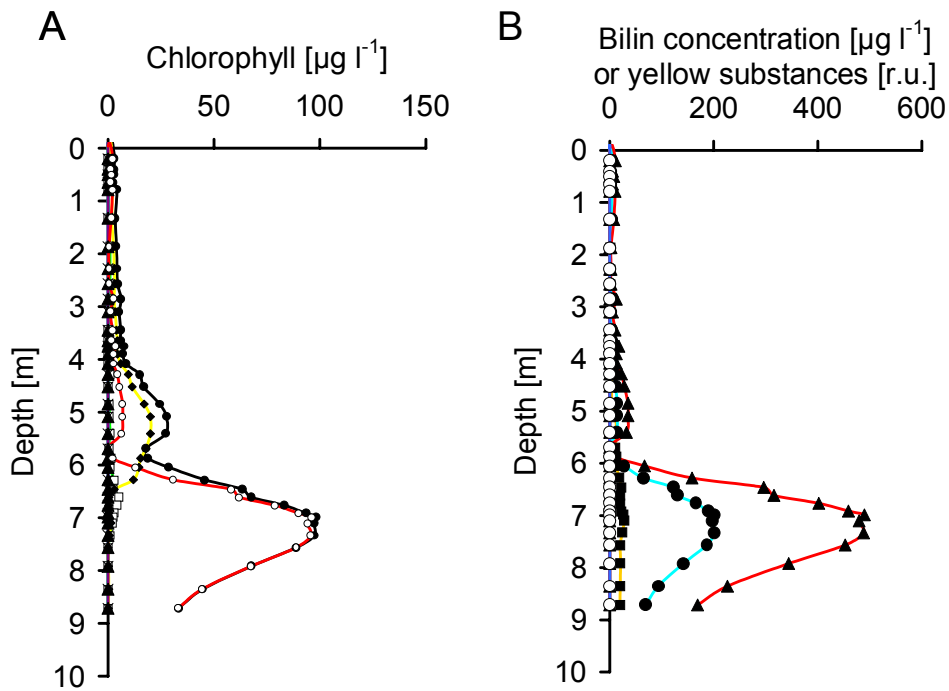 A
Chlorophyll [µg l⁻¹]
0 50 100 150
0
1
2
3
4
5
6
7
8
9
10
Depth [m]
B
Bilin concentration [µg l⁻¹]
or yellow substances [r.u.]
0 200 400 600
0
1
2
3
4
5
6
7
8
9
10
Depth [m]